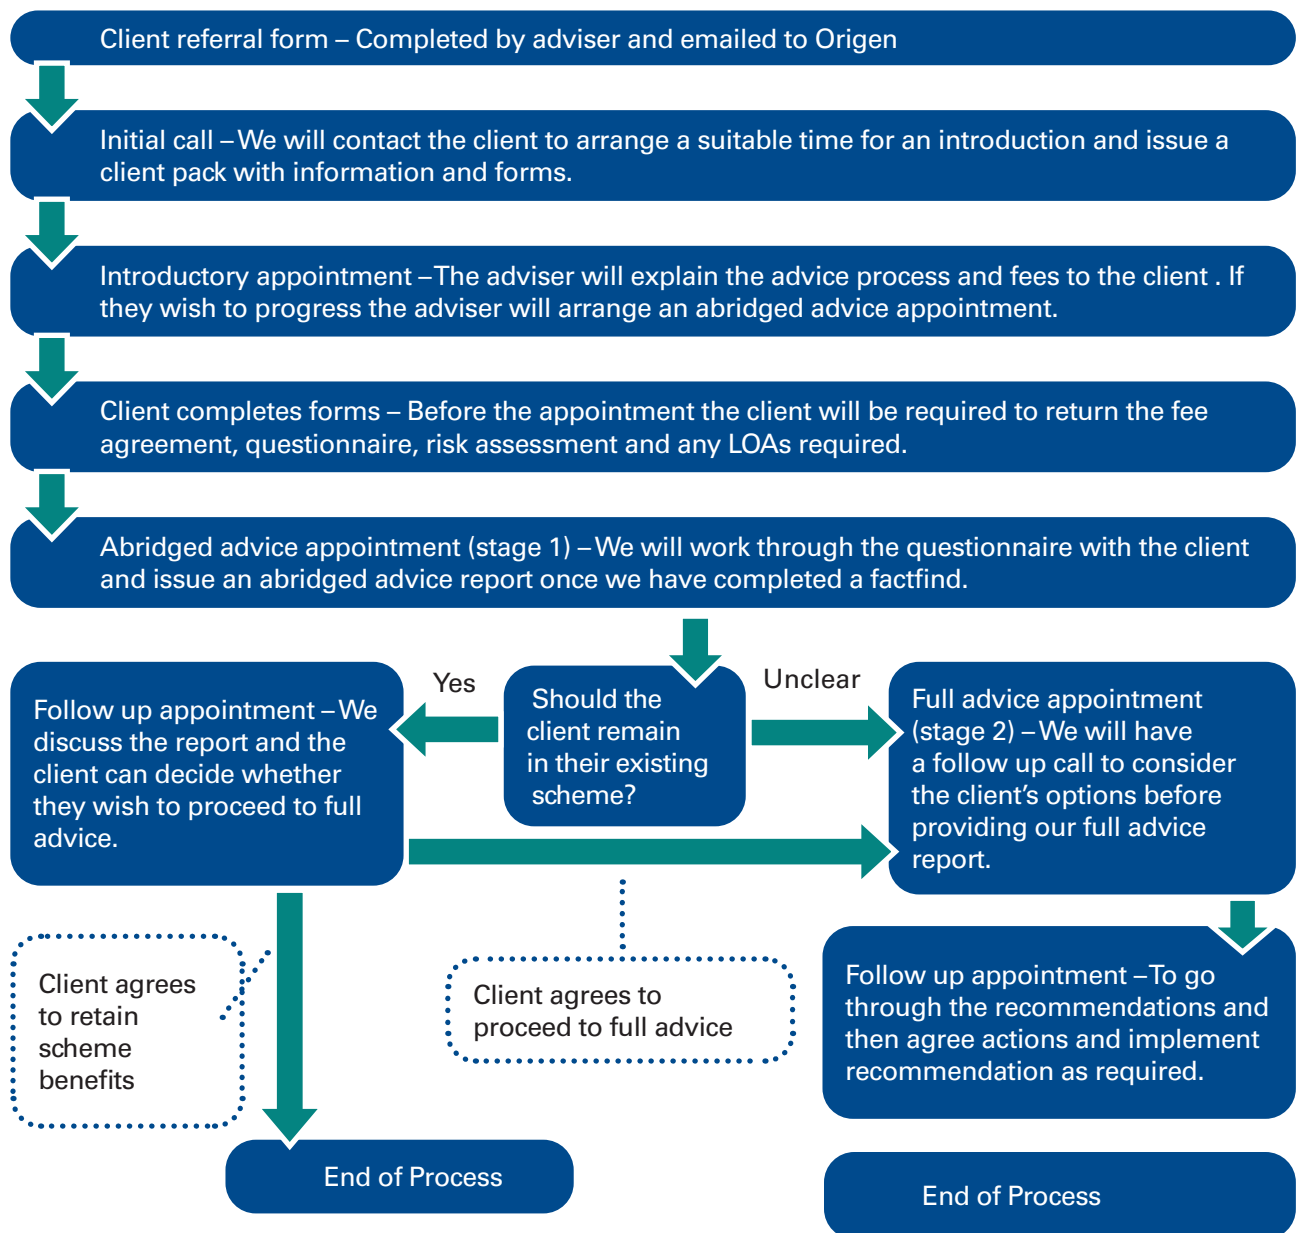 Client referral form – Completed by adviser and emailed to Origen
Initial call – We will contact the client to arrange a suitable time for an introduction and issue a
client pack with information and forms.
Introductory appointment – The adviser will explain the advice process and fees to the client . If
they wish to progress the adviser will arrange an abridged advice appointment.
Client completes forms – Before the appointment the client will be required to return the fee
agreement, questionnaire, risk assessment and any LOAs required.
Abridged advice appointment (stage 1) – We will work through the questionnaire with the client
and issue an abridged advice report once we have completed a factfind.
Should the
client remain
in their existing
scheme?
Yes
Follow up appointment – We
discuss the report and the
client can decide whether
they wish to proceed to full
advice.
Unclear
Full advice appointment
(stage 2) – We will have
a follow up call to consider
the client’s options before
providing our full advice
report.
Client agrees
to retain
scheme
benefits
Client agrees to
proceed to full advice
Follow up appointment – To go
through the recommendations and
then agree actions and implement
recommendation as required.
End of Process
End of Process